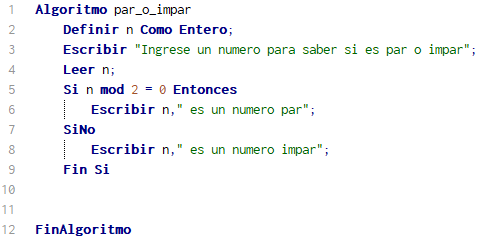 1 Algoritmo par_o_impar
2 Definir n Como Entero;
3 Escribir "Ingrese un numero para saber si es par o impar";
4 Leer n;
5 Si n mod 2 = 0 Entonces
6 Escribir n," es un numero par";
7 SiNo
8 Escribir n," es un numero impar";
9 Fin Si
10
11
12 FinAlgoritmo